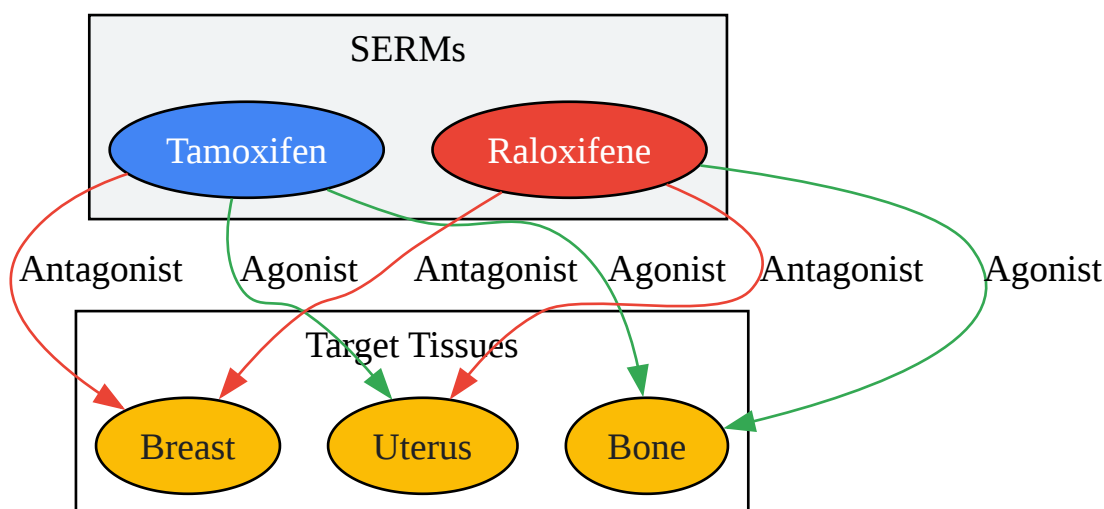 SERMs
Tamoxifen Raloxifene
Antagonist Agonist Antagonist Agonist Antagonist Agonist
Target Tissues
Breast Uterus Bone